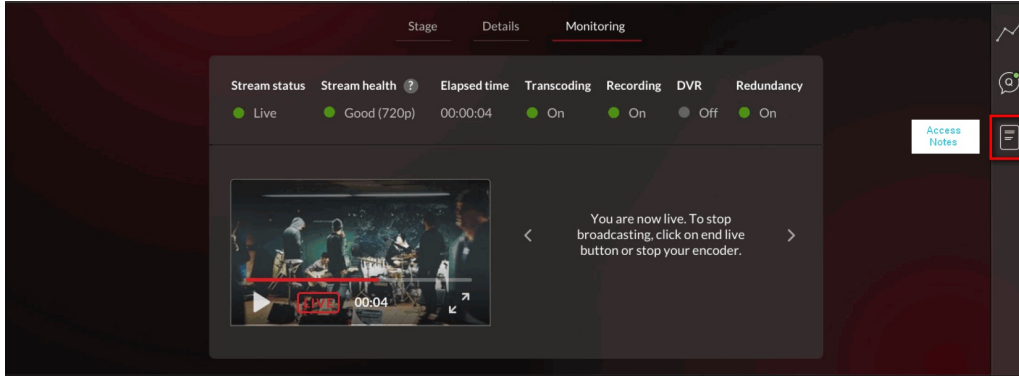 Stage Details Monitoring
Stream status Stream health ? Elapsed time Transcoding Recording DVR Redundancy
Live Good (720p) 00:00:04 On On Off On
Access
Notes
You are now live. To stop
broadcasting, click on end live
button or stop your encoder.
00:04